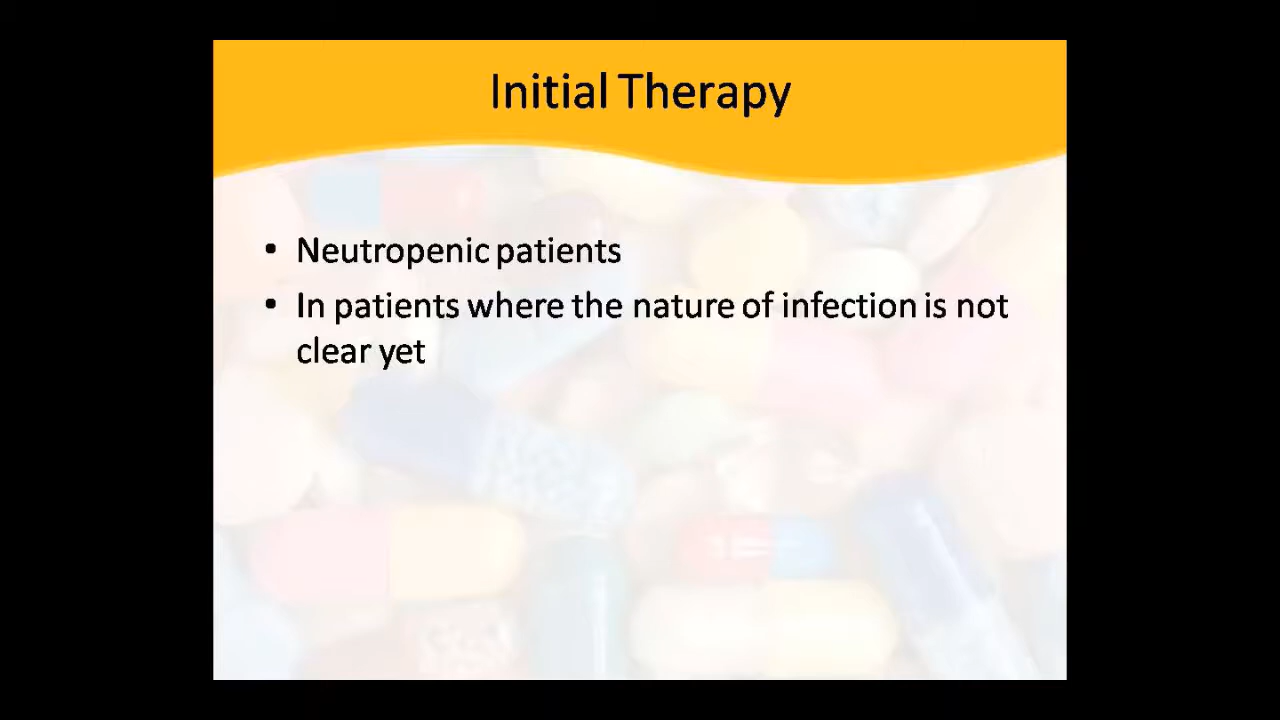 Initial Therapy
• Neutropenic patients
• In patients where the nature of infection is not
clear yet